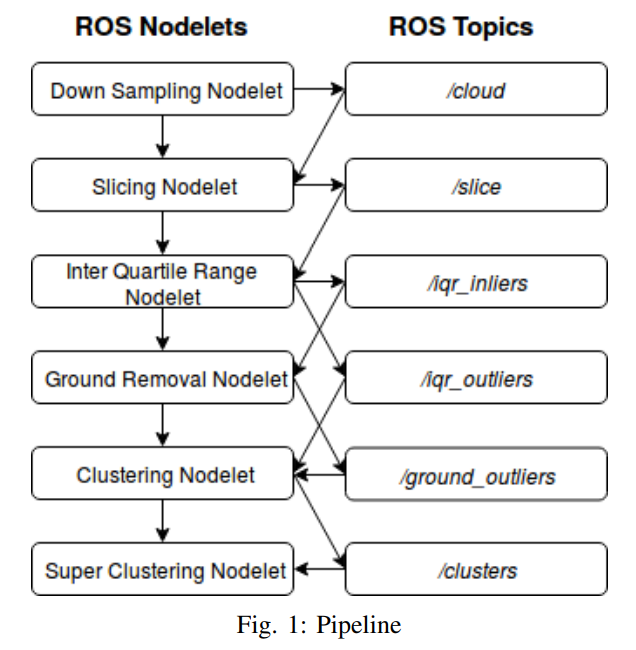 ROS Nodelets ROS Topics
Down Sampling Nodelet /cloud
Slicing Nodelet /slice
Inter Quartile Range
Nodelet /iqr_inliers
Ground Removal Nodelet /iqr_outliers
Clustering Nodelet /ground_outliers
Super Clustering Nodelet /clusters
Fig. 1: Pipeline